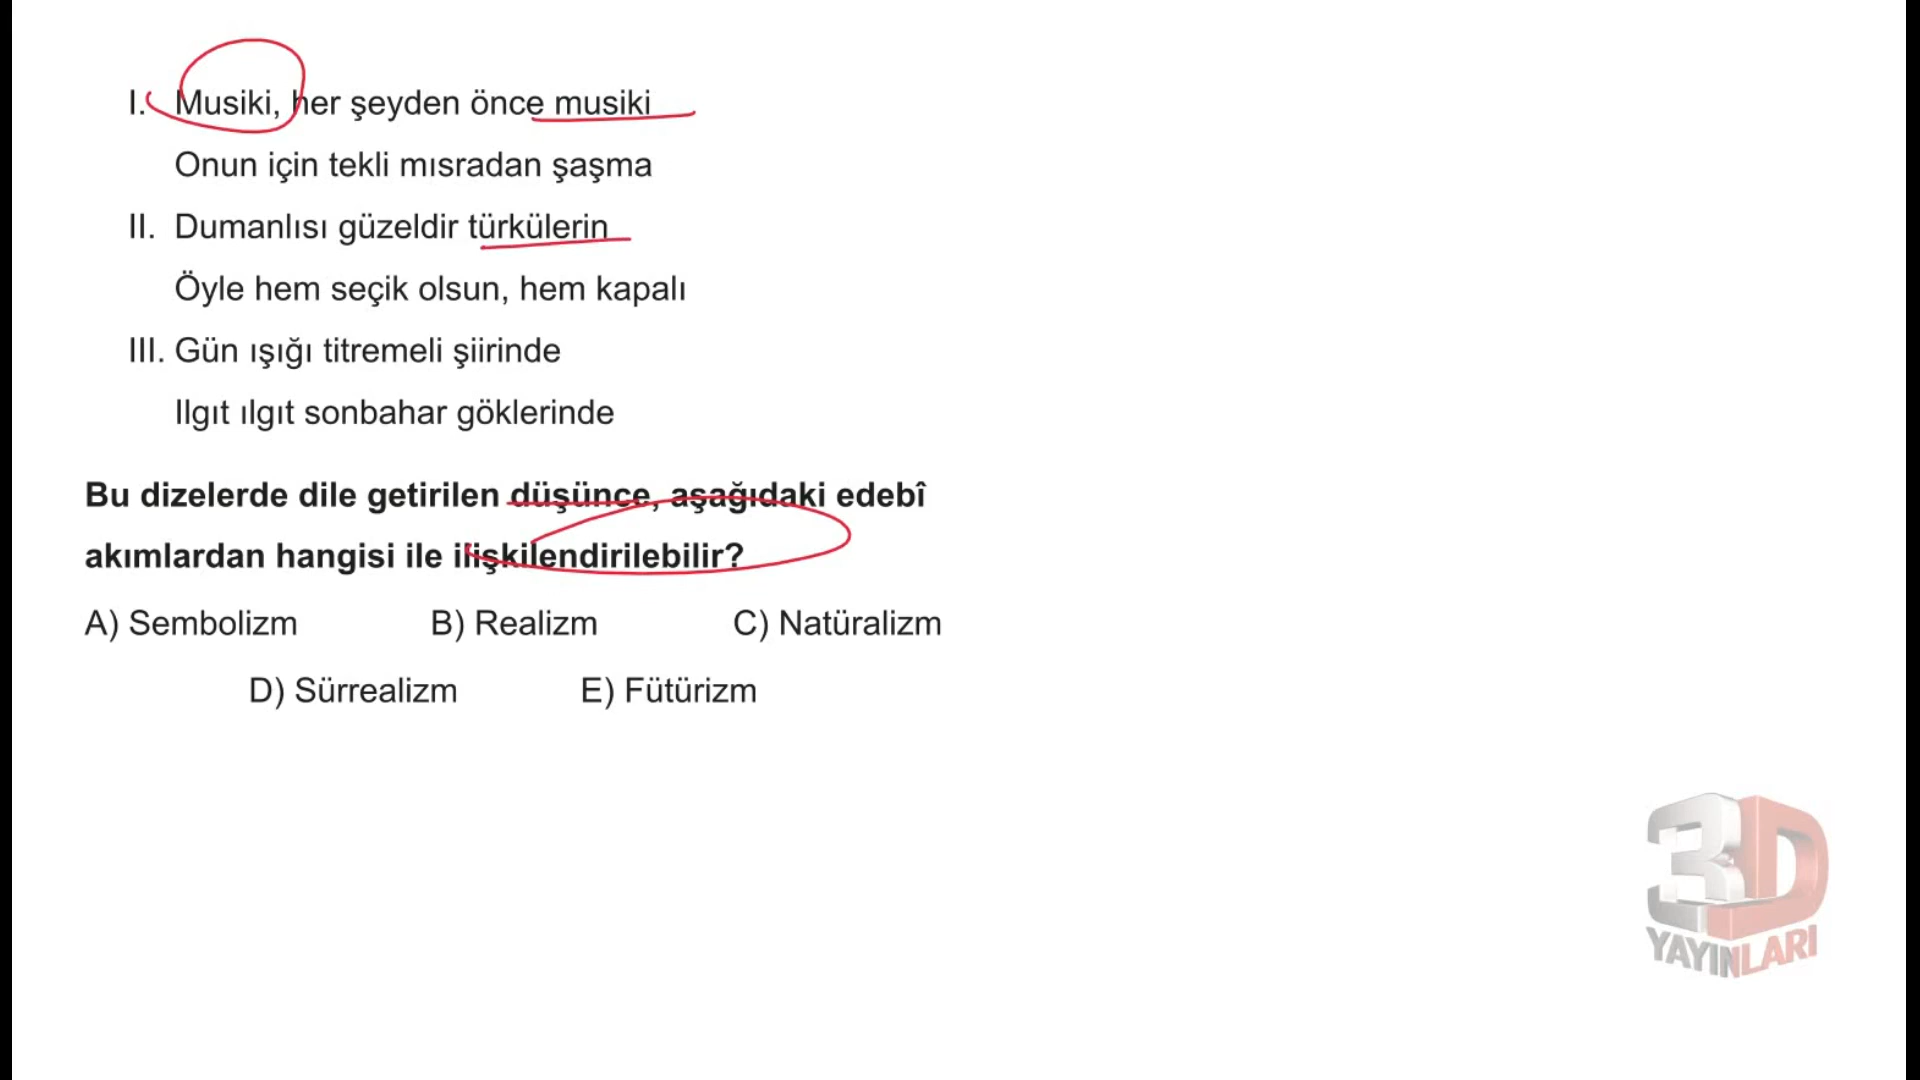 I. Musiki, her şeyden önce musiki
Onun için tekli mısradan şaşma
II. Dumanlısı güzeldir türkülerin
Öyle hem seçik olsun, hem kapalı
III. Gün ışığı titremeli şiirinde
Ilgıt ılgıt sonbahar göklerinde
Bu dizelerde dile getirilen düşünce, aşağıdaki edebî
akımlardan hangisi ile ilişkilendirilebilir?
A) Sembolizm B) Realizm C) Natüralizm
D) Sürrealizm E) Fütürizm
3D
YAYINLARI